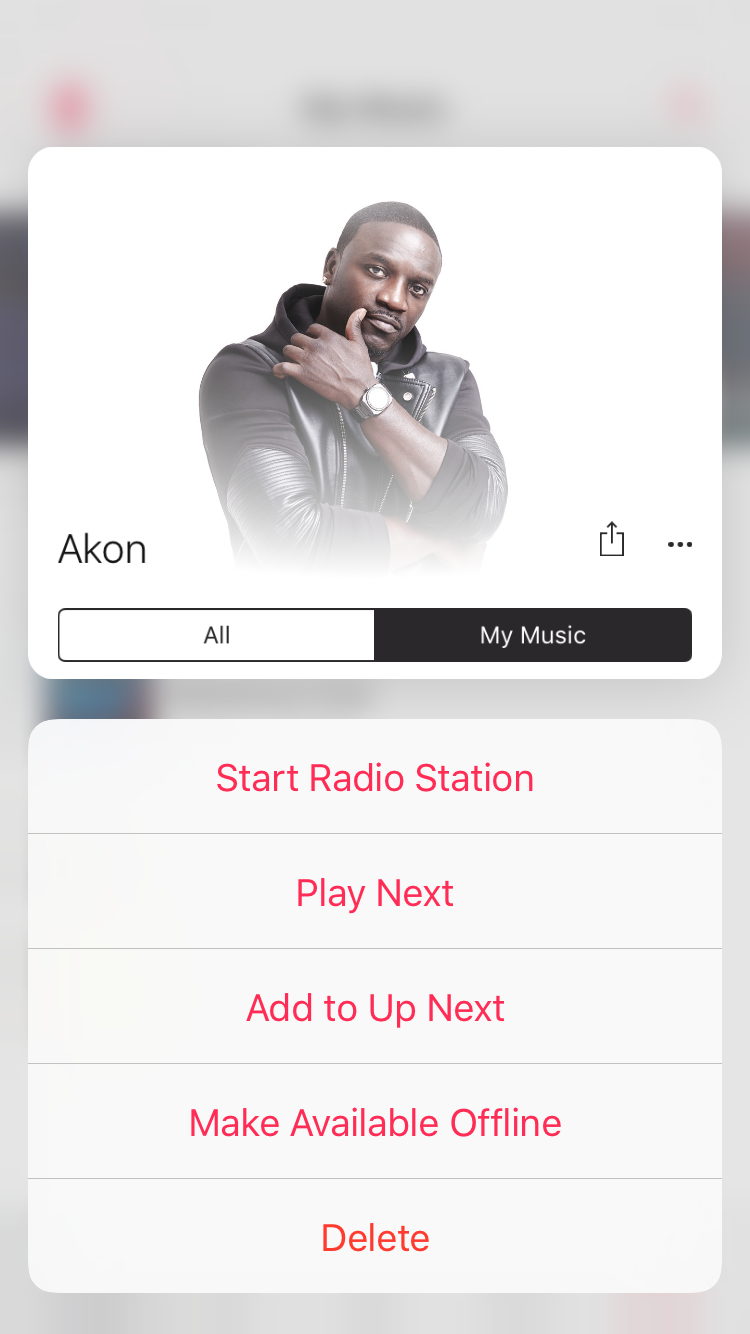 Akon
All
My Music
Start Radio Station
Play Next
Add to Up Next
Make Available Offline
Delete